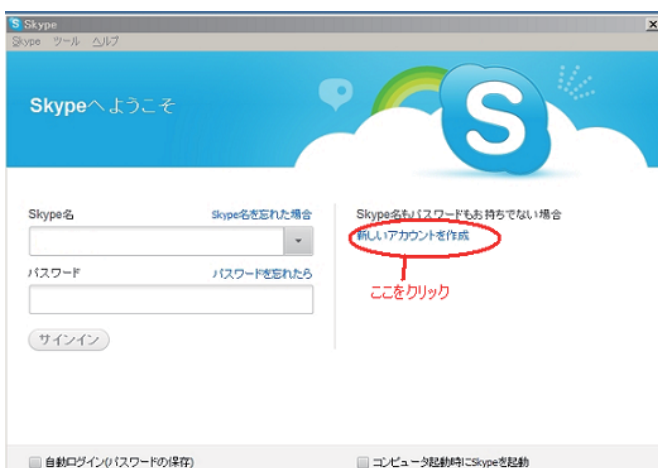 Skype
Skype ツール ヘルプ
Skypeへようこそ
S
Skype名 Skype名を忘れた場合
Skype名もパスワードもお持ちでない場合
新しいアカウントを作成
パスワード パスワードを忘れたら
ここをクリック
サインイン
自動ログイン(パスワードの保存)
コンピュータ起動時にSkypeを起動